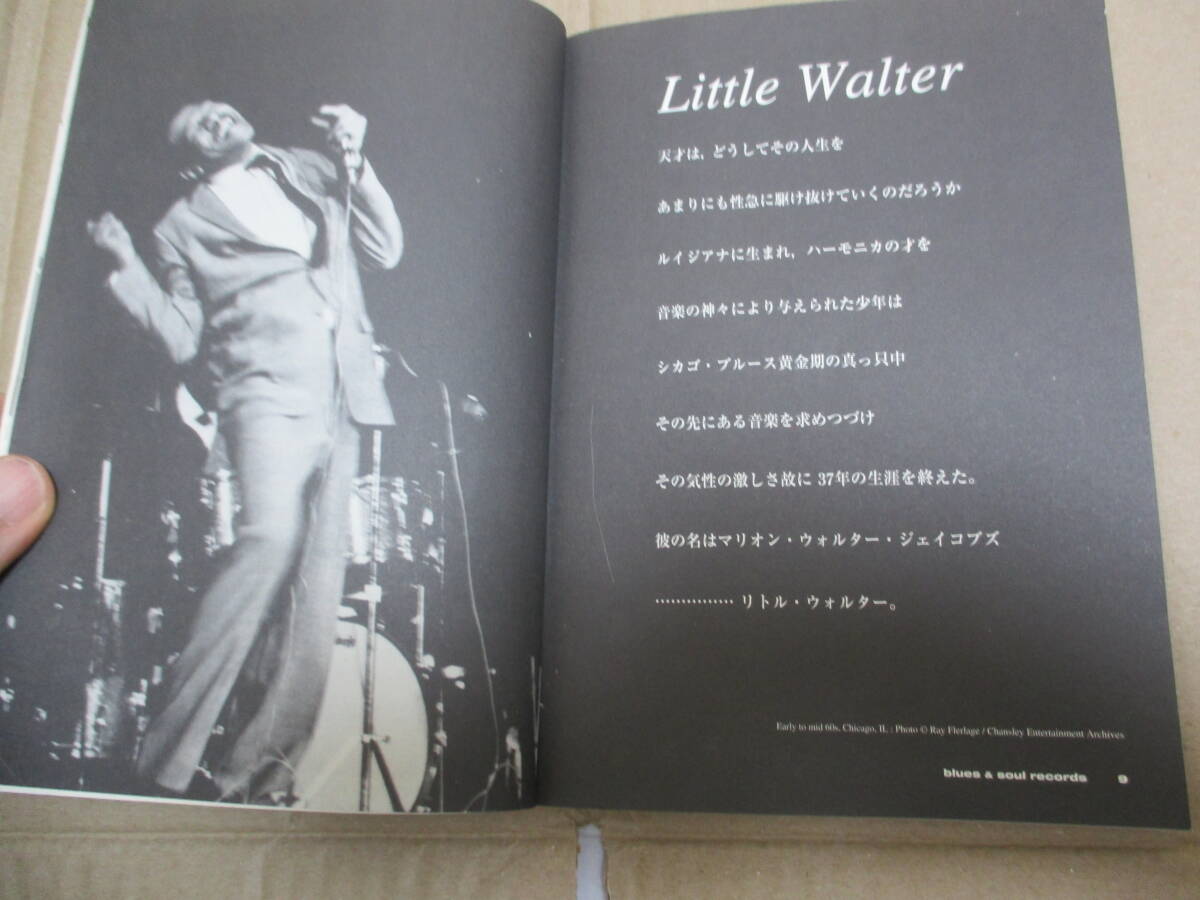 Little Walter
天才は，どうしてその人生を
あまりにも性急に駆け抜けていくのだろうか
ルイジアナに生まれ，ハーモニカの才を
音楽の神々により与えられた少年は
シカゴ・ブルース黄金期の真っ只中
その先にある音楽を求めつづけ
その気性の激しさ故に 37年の生涯を終えた。
彼の名はマリオン・ウォルター・ジェイコブズ
…………… リトル・ウォルター。
Early to mid 60s, Chicago, IL : Photo © Ray Flerlage / Chansley Entertainment Archives
blues & soul records 9